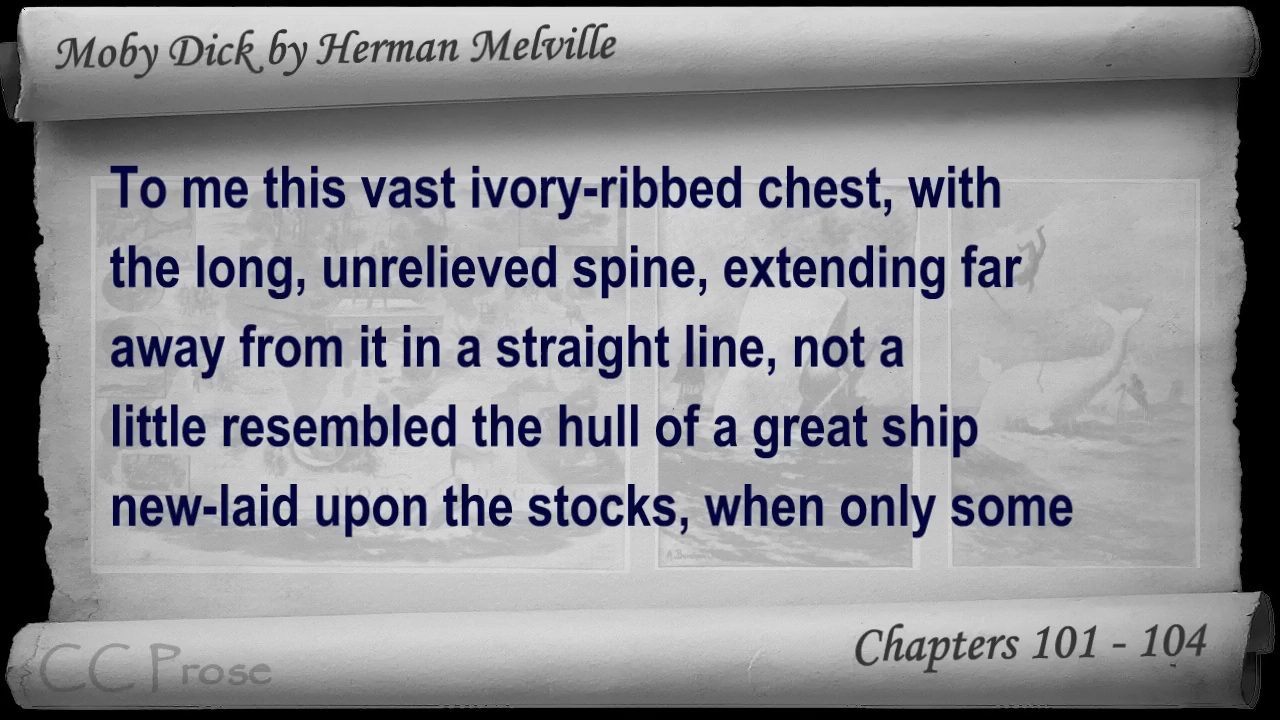 Moby Dick by Herman Melville
To me this vast ivory-ribbed chest, with
the long, unrelieved spine, extending far
away from it in a straight line, not a
little resembled the hull of a great ship
new-laid upon the stocks, when only some
Chapters 101 - 104
CC Prose